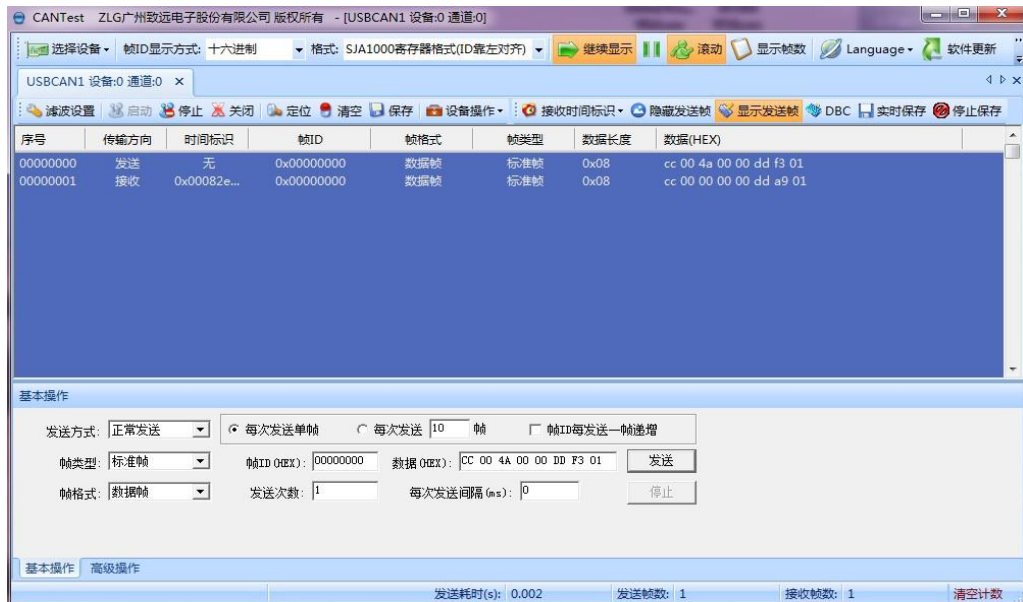 CANTest ZLG广州致远电子股份有限公司 版权所有 - [USBCAN1 设备:0 通道:0]
选择设备 帧ID显示方式: 十六进制 格式: SJA1000寄存器格式(ID靠左对齐) 继续显示 滚动 显示帧数 Language 软件更新
USBCAN1 设备:0 通道:0 ×
滤波设置 启动 停止 关闭 定位 清空 保存 设备操作 接收时间标识 隐藏发送帧 显示发送帧 DBC 实时保存 停止保存
序号 传输方向 时间标识 帧ID 帧格式 帧类型 数据长度 数据(HEX)
00000000 发送 无 0x00000000 数据帧 标准帧 0x08 cc 00 4a 00 00 dd f3 01
00000001 接收 0x00082e... 0x00000000 数据帧 标准帧 0x08 cc 00 00 00 00 dd a9 01
基本操作
发送方式: 正常发送 每次发送单帧 每次发送 10 帧 帧ID每发送一帧递增
帧类型: 标准帧 帧ID(HEX): 00000000 数据(HEX): CC 00 4A 00 00 DD F3 01 发送
帧格式: 数据帧 发送次数: 1 每次发送间隔(ms): 0 停止
基本操作 高级操作
发送耗时(s): 0.002 发送帧数: 1 接收帧数: 1 清空计数